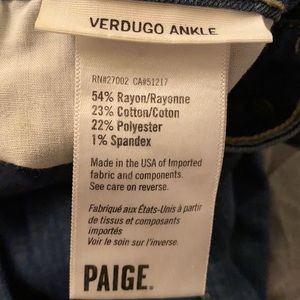 VERDUGO ANKLE
RN#27002 CA#51217
54% Rayon/Rayonne
23% Cotton/Coton
22% Polyester
1% Spandex
Made in the USA of Imported
fabric and components.
See care on reverse.
Fabriqué aux États-Unis à partir
de tissus et composants
importés
Voir le soin sur l'inverse.
PAIGE.